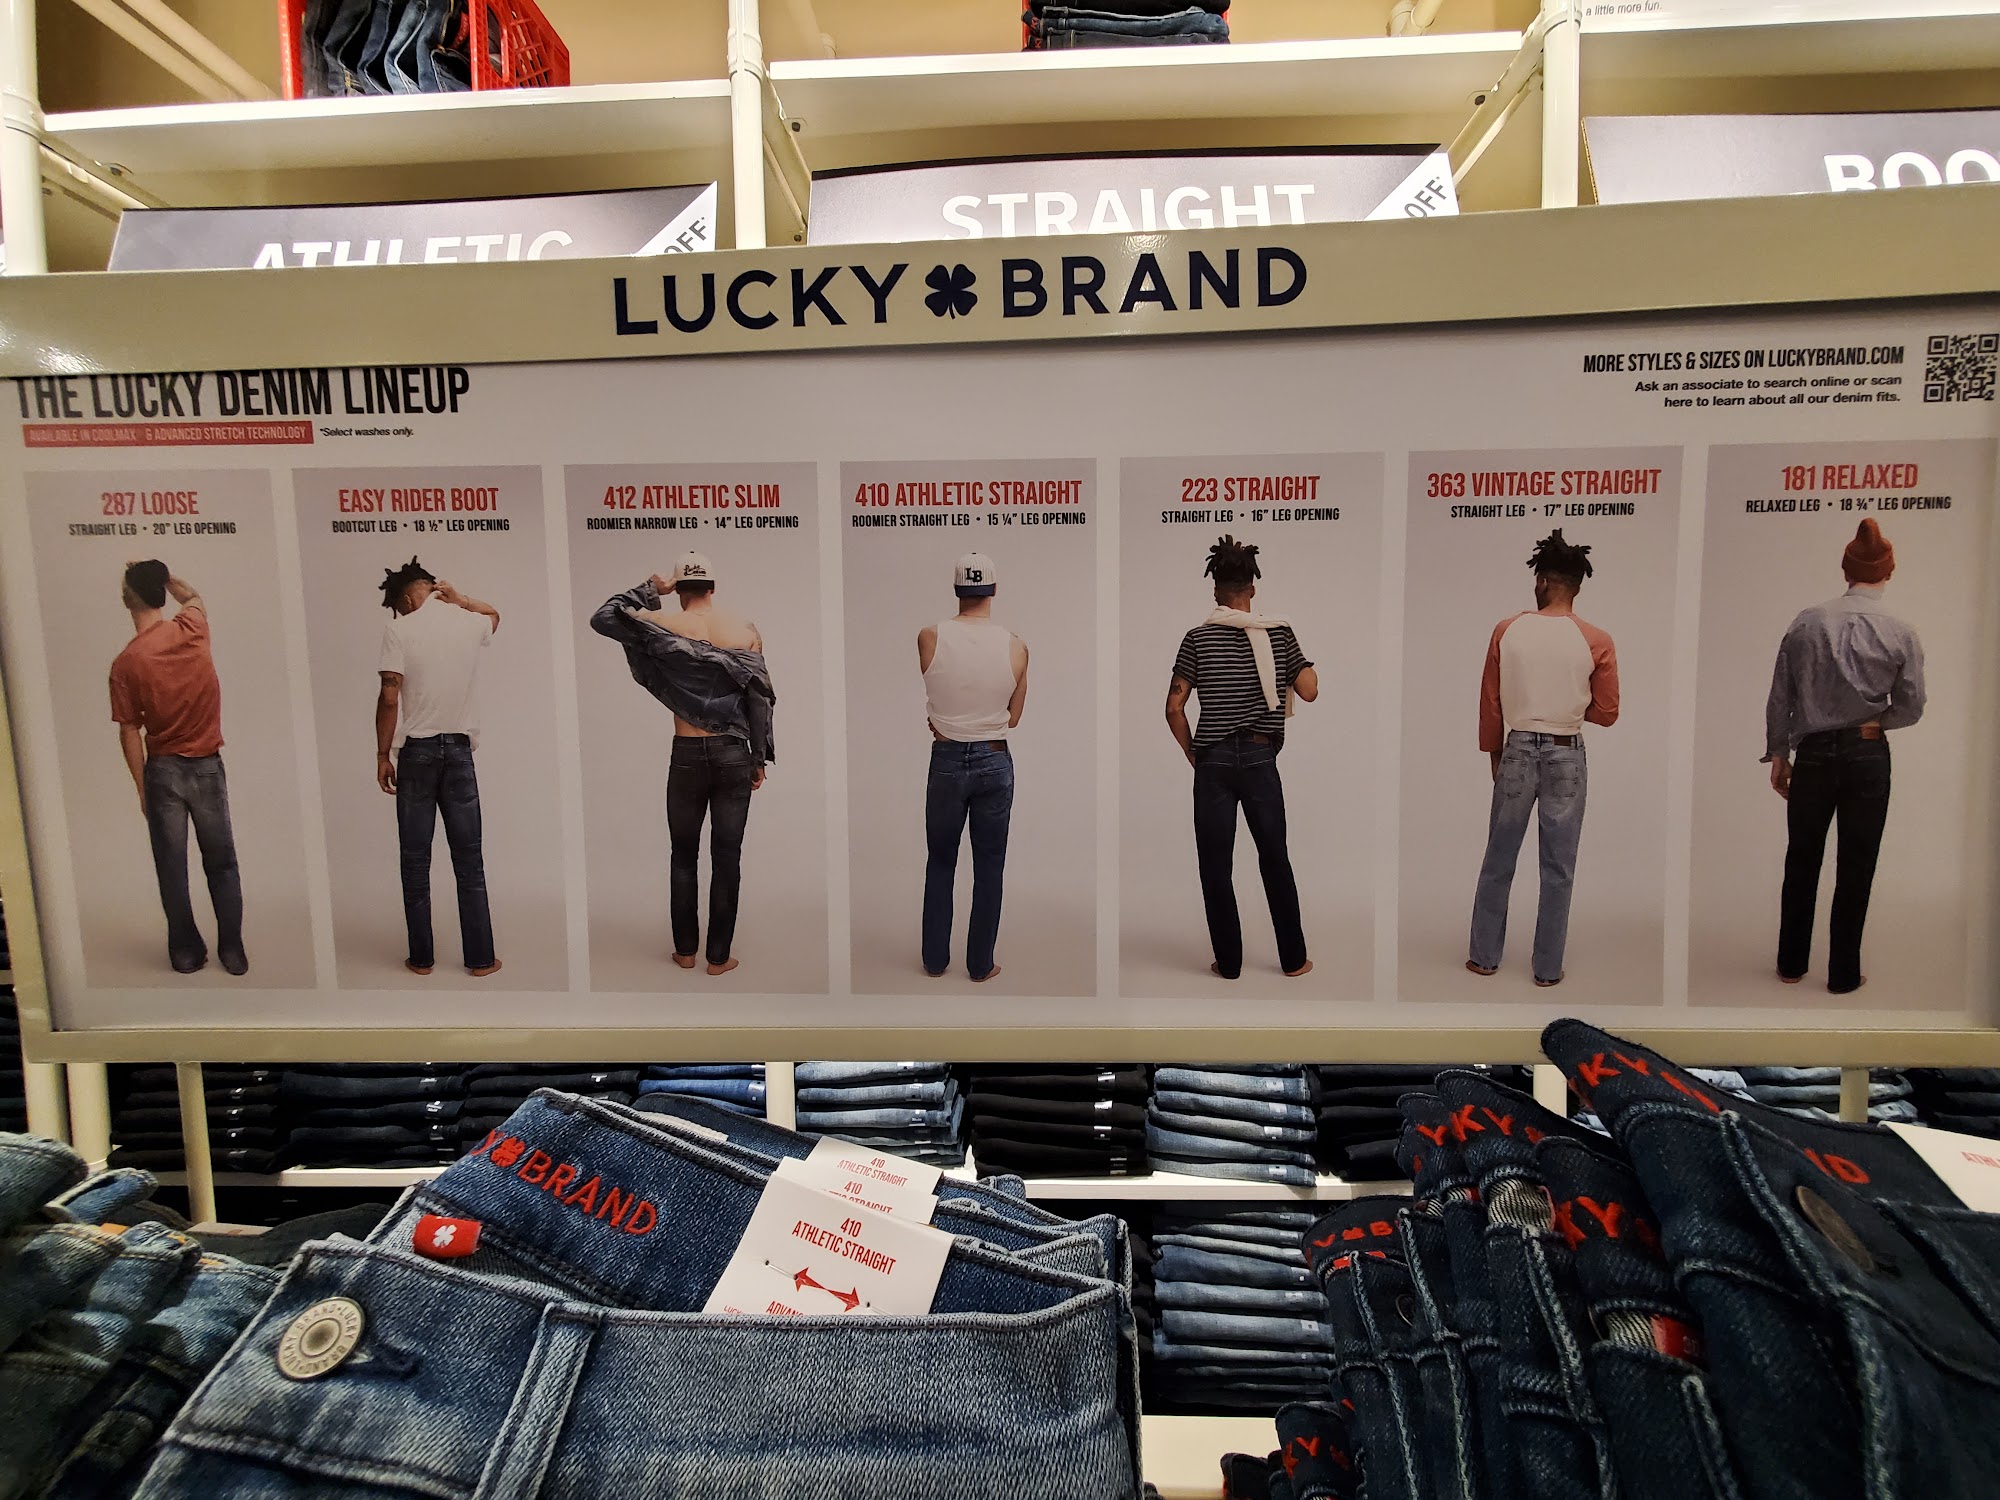 a little more fun.
ATHLETIC
OFF*
STRAIGHT
OFF*
BOO
LUCKY BRAND
THE LUCKY DENIM LINEUP
AVAILABLE IN COOLMAX & ADVANCED STRETCH TECHNOLOGY
*Select washes only.
MORE STYLES & SIZES ON LUCKYBRAND.COM
Ask an associate to search online or scan
here to learn about all our denim fits.
287 LOOSE
STRAIGHT LEG • 20" LEG OPENING
EASY RIDER BOOT
BOOTCUT LEG • 18 ½" LEG OPENING
412 ATHLETIC SLIM
ROOMIER NARROW LEG • 14" LEG OPENING
410 ATHLETIC STRAIGHT
ROOMIER STRAIGHT LEG • 15 ¼" LEG OPENING
223 STRAIGHT
STRAIGHT LEG • 16" LEG OPENING
363 VINTAGE STRAIGHT
STRAIGHT LEG • 17" LEG OPENING
181 RELAXED
RELAXED LEG • 18 ¾" LEG OPENING
LB
Y BRAND
410
ATHLETIC STRAIGHT
410
410
ATHLETIC STRAIGHT
LUCKY BRAND